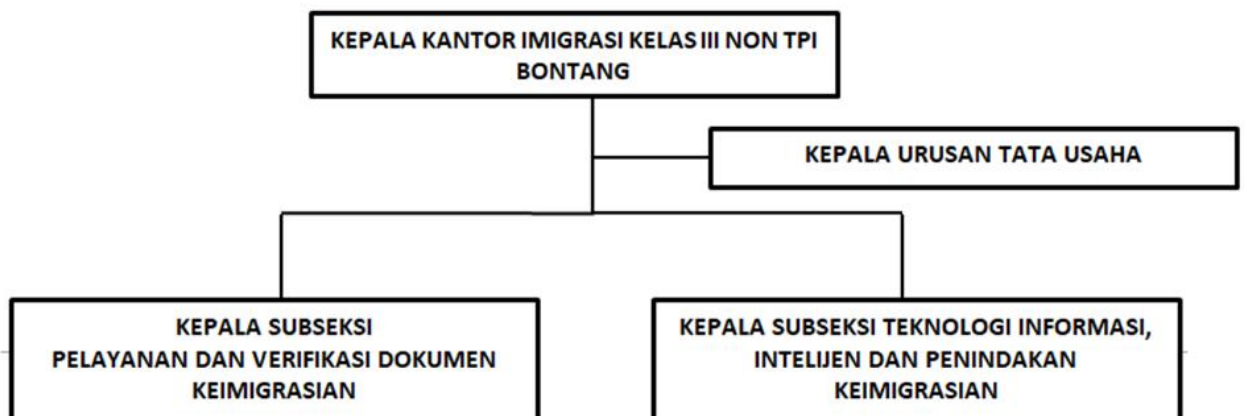 KEPALA KANTOR IMIGRASI KELAS III NON TPI
BONTANG
KEPALA URUSAN TATA USAHA
KEPALA SUBSEKSI
PELAYANAN DAN VERIFIKASI DOKUMEN
KEIMIGRASIAN
KEPALA SUBSEKSI TEKNOLOGI INFORMASI,
INTELIJEN DAN PENINDAKAN
KEIMIGRASIAN